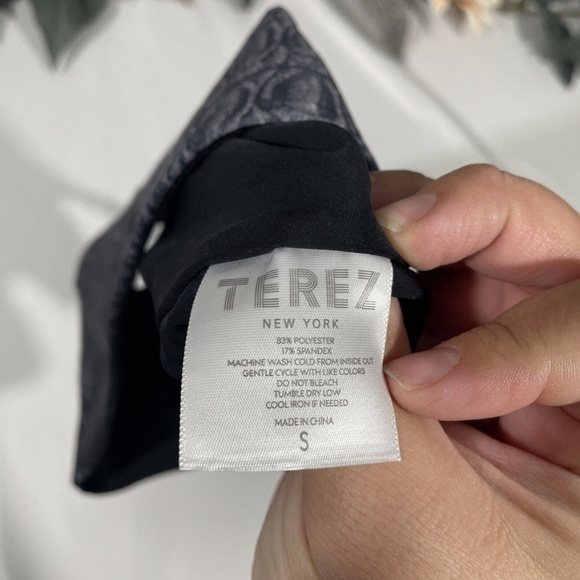 TEREZ
NEW YORK
83% POLYESTER
17% SPANDEX
MACHINE WASH COLD FROM INSIDE OUT
GENTLE CYCLE WITH LIKE COLORS
DO NOT BLEACH
TUMBLE DRY LOW
COOL IRON IF NEEDED
MADE IN CHINA
S